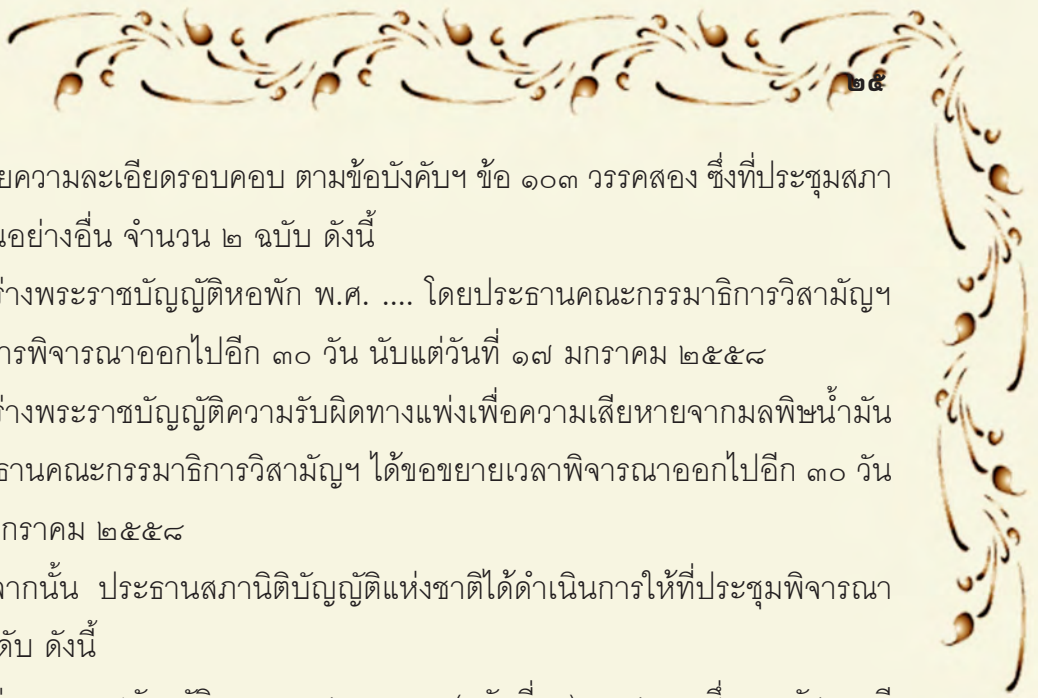 ๒๕
ยความละเอียดรอบคอบ ตามข้อบังคับฯ ข้อ ๑๐๓ วรรคสอง ซึ่งที่ประชุมสภา
นอย่างอื่น จำนวน ๒ ฉบับ ดังนี้
ร่างพระราชบัญญัติหอพัก พ.ศ. .... โดยประธานคณะกรรมาธิการวิสามัญฯ
ารพิจารณาออกไปอีก ๓๐ วัน นับแต่วันที่ ๑๗ มกราคม ๒๕๕๘
ร่างพระราชบัญญัติความรับผิดทางแพ่งเพื่อความเสียหายจากมลพิษน้ำมัน
ธานคณะกรรมาธิการวิสามัญฯ ได้ขอขยายเวลาพิจารณาออกไปอีก ๓๐ วัน
กราคม ๒๕๕๘
จากนั้น ประธานสภานิติบัญญัติแห่งชาติได้ดำเนินการให้ที่ประชุมพิจารณา
ดับ ดังนี้